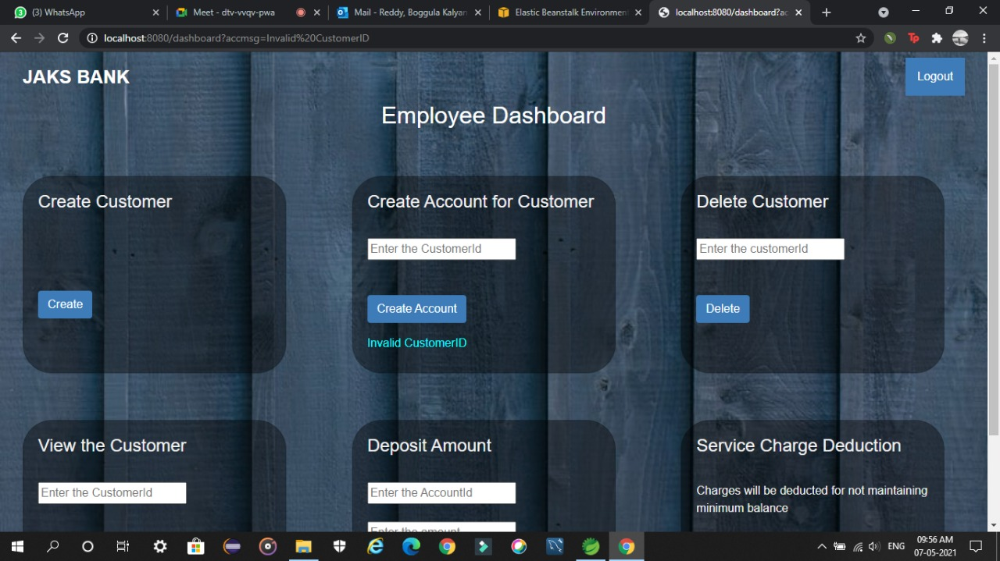 (3) WhatsApp
Meet - dtv-vvqv-pwa
Mail - Reddy, Boggula Kalyan
Elastic Beanstalk Environment
localhost:8080/dashboard?ac
localhost:8080/dashboard?accmsg=Invalid%20CustomerID
JAKS BANK
Logout
Employee Dashboard
Create Customer
Create
Create Account for Customer
Enter the CustomerId
Create Account
Invalid CustomerID
Delete Customer
Enter the customerId
Delete
View the Customer
Enter the CustomerId
Deposit Amount
Enter the AccountId
Enter the amount
Service Charge Deduction
Charges will be deducted for not maintaining
minimum balance
ENG
09:56 AM
07-05-2021